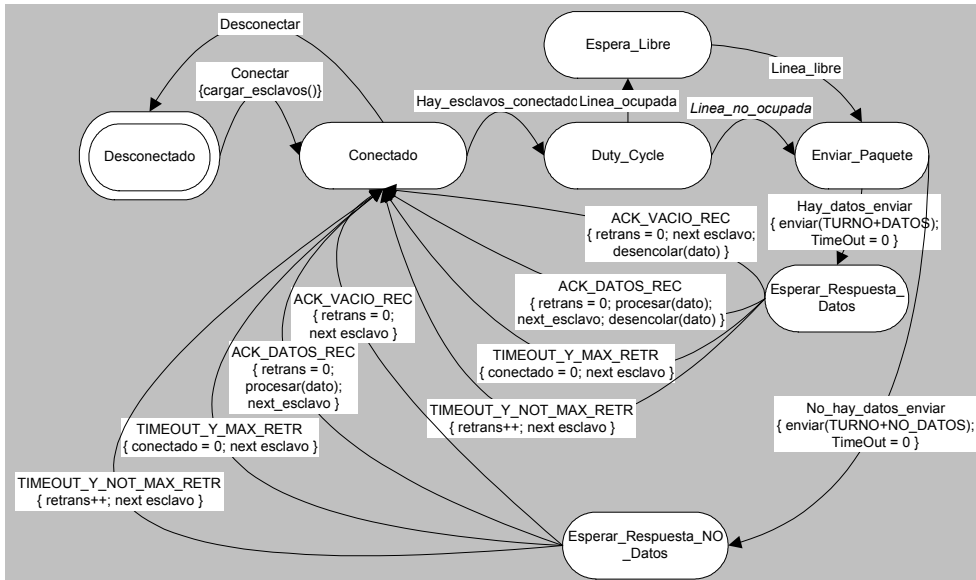 Desconectar
Espera_Libre
Conectar
{cargar_esclavos()}
Linea_libre
Hay_esclavos_conectadc
Linea_ocupada
Linea_no_ocupada
Desconectado
Conectado
Duty_Cycle
Enviar_Paquete
Hay_datos_enviar
{ enviar(TURNO+DATOS);
TimeOut = 0 }
ACK_VACIO_REC
{ retrans = 0; next esclavo;
desencolar(dato) }
Esperar_Respuesta_
Datos
ACK_DATOS_REC
{ retrans = 0; procesar(dato);
next_esclavo; desencolar(dato) }
ACK_VACIO_REC
{ retrans = 0;
next esclavo }
ACK_DATOS_REC
{ retrans = 0;
procesar(dato);
next_esclavo }
TIMEOUT_Y_MAX_RETR
{ conectado = 0; next esclavo }
TIMEOUT_Y_NOT_MAX_RETR
{ retrans++; next esclavo }
No_hay_datos_enviar
{ enviar(TURNO+NO_DATOS);
TimeOut = 0 }
TIMEOUT_Y_MAX_RETR
{ conectado = 0; next esclavo }
TIMEOUT_Y_NOT_MAX_RETR
{ retrans++; next esclavo }
Esperar_Respuesta_NO
_Datos